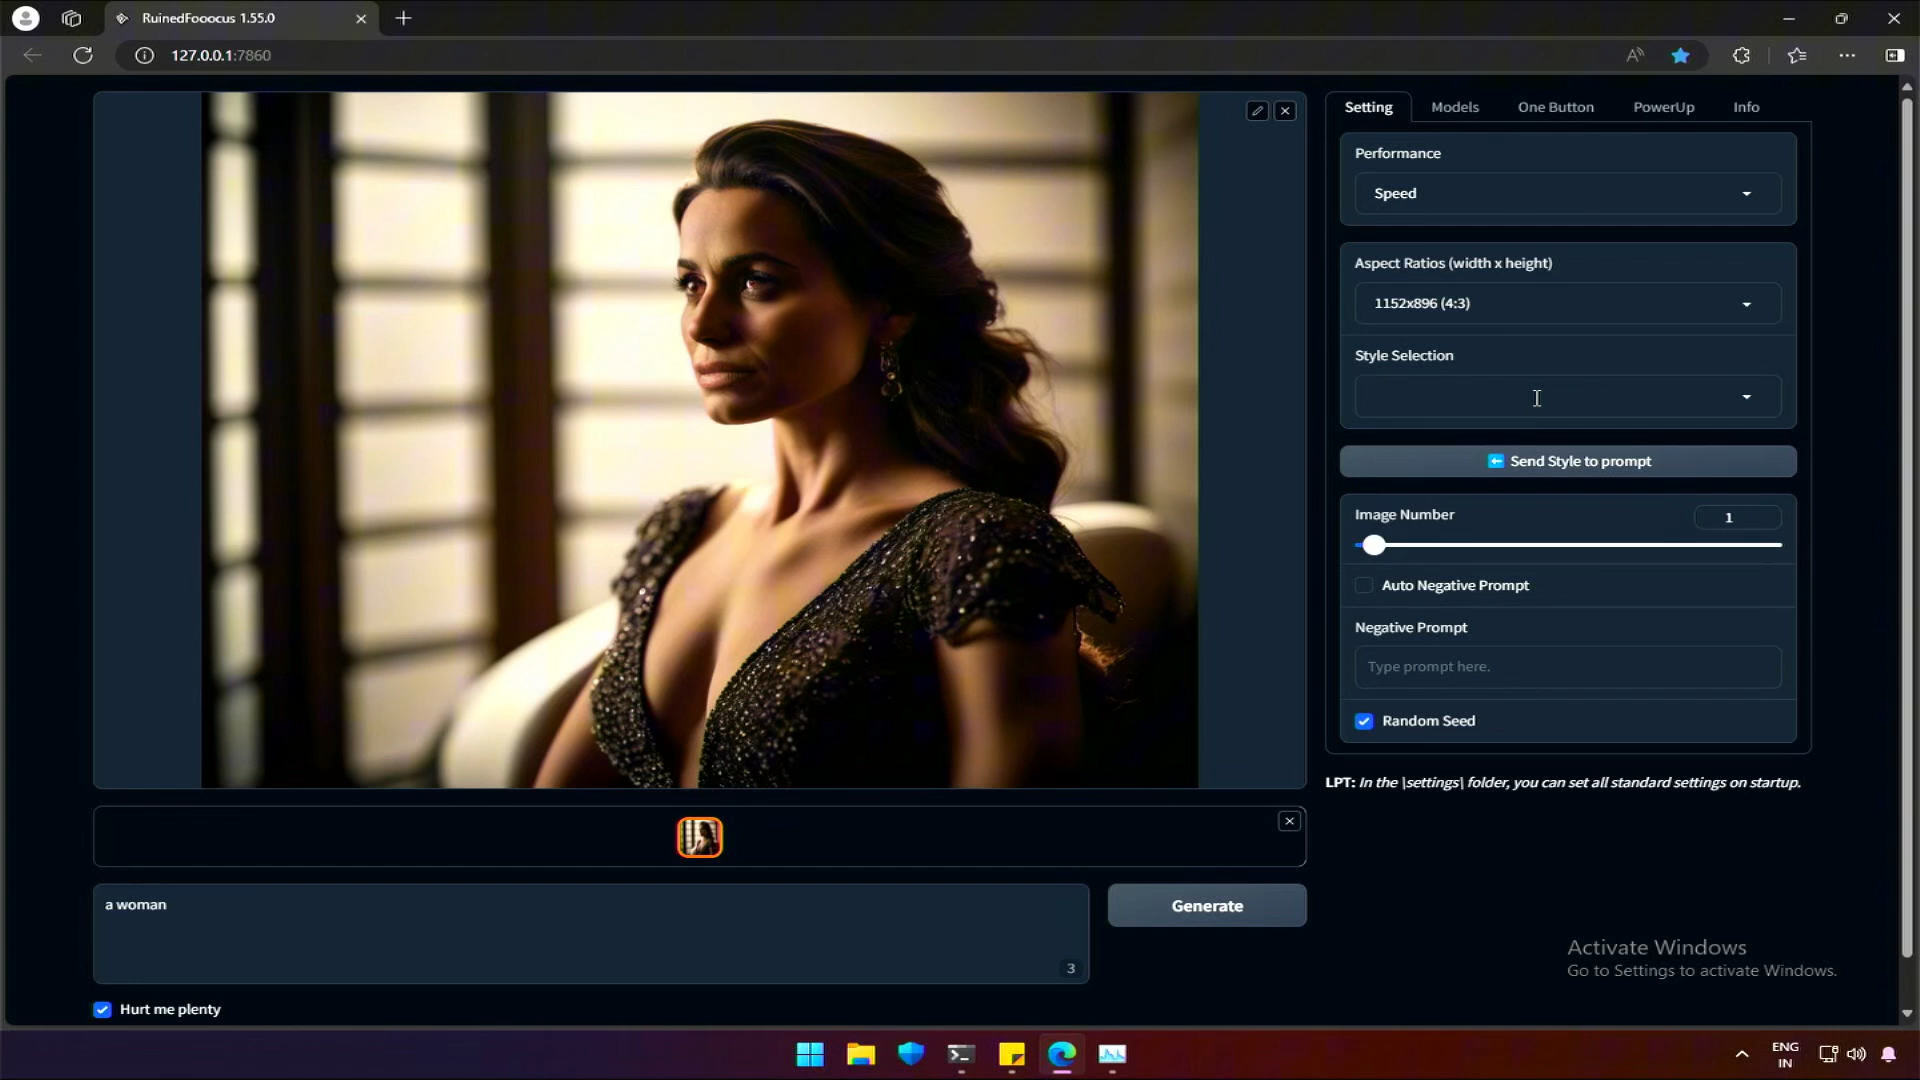 RuinedFooocus 1.55.0
127.0.0.1:7860
Setting Models One Button PowerUp Info
Performance
Speed
Aspect Ratios (width x height)
1152x896 (4:3)
Style Selection
Send Style to prompt
Image Number 1
Auto Negative Prompt
Negative Prompt
Type prompt here.
Random Seed
LPT: In the \settings\ folder, you can set all standard settings on startup.
a woman
3
Generate
Hurt me plenty
Activate Windows
Go to Settings to activate Windows.
ENG
IN